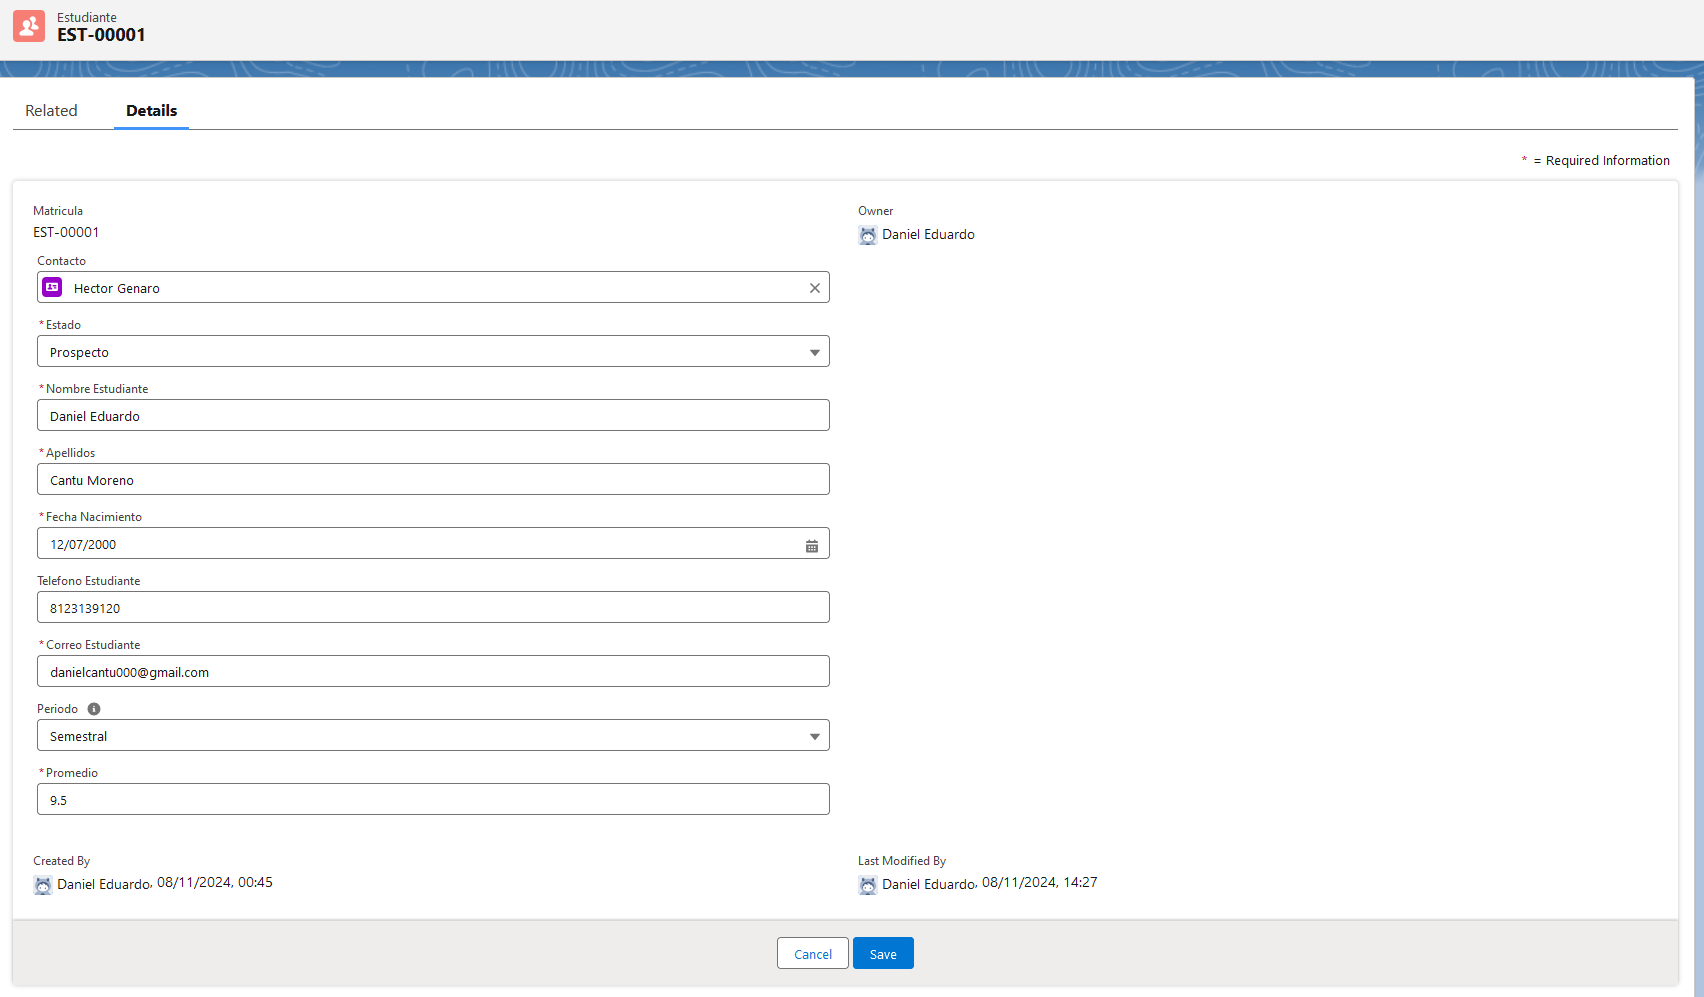 Estudiante
EST-00001
Related
Details
* = Required Information
Matricula
EST-00001
Owner
Daniel Eduardo
Contacto
Hector Genaro
*Estado
Prospecto
*Nombre Estudiante
Daniel Eduardo
*Apellidos
Cantu Moreno
*Fecha Nacimiento
12/07/2000
Telefono Estudiante
8123139120
*Correo Estudiante
danielcantu000@gmail.com
Periodo
Semestral
*Promedio
9.5
Created By
Daniel Eduardo, 08/11/2024, 00:45
Last Modified By
Daniel Eduardo, 08/11/2024, 14:27
Cancel
Save